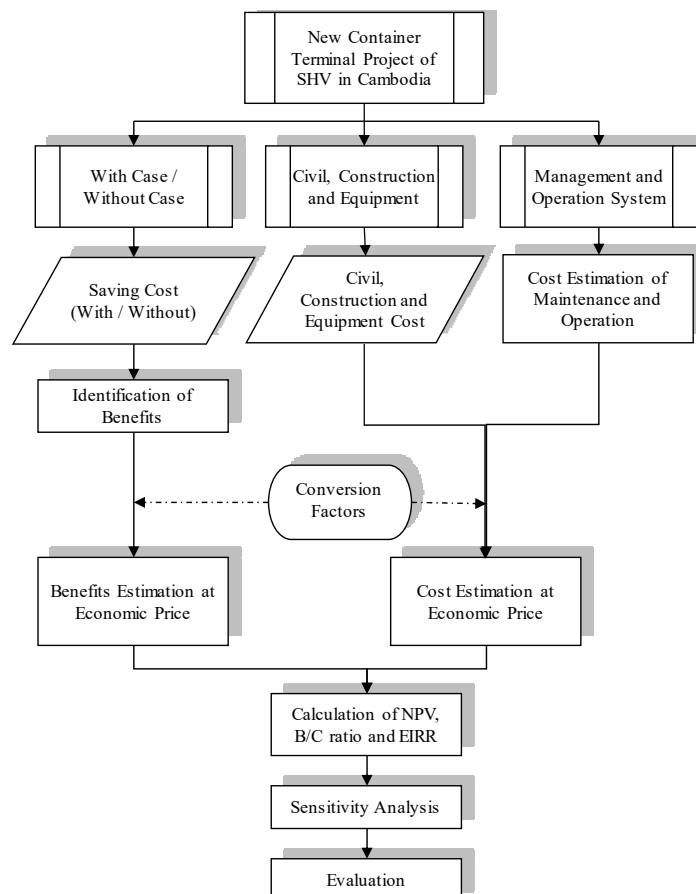 New Container
Terminal Project of
SHV in Cambodia
With Case /
Without Case
Civil, Construction
and Equipment
Management and
Operation System
Saving Cost
(With / Without)
Civil,
Construction and
Equipment Cost
Cost Estimation of
Maintenance and
Operation
Identification of
Benefits
Conversion
Factors
Benefits Estimation at
Economic Price
Cost Estimation at
Economic Price
Calculation of NPV,
B/C ratio and EIRR
Sensitivity Analysis
Evaluation